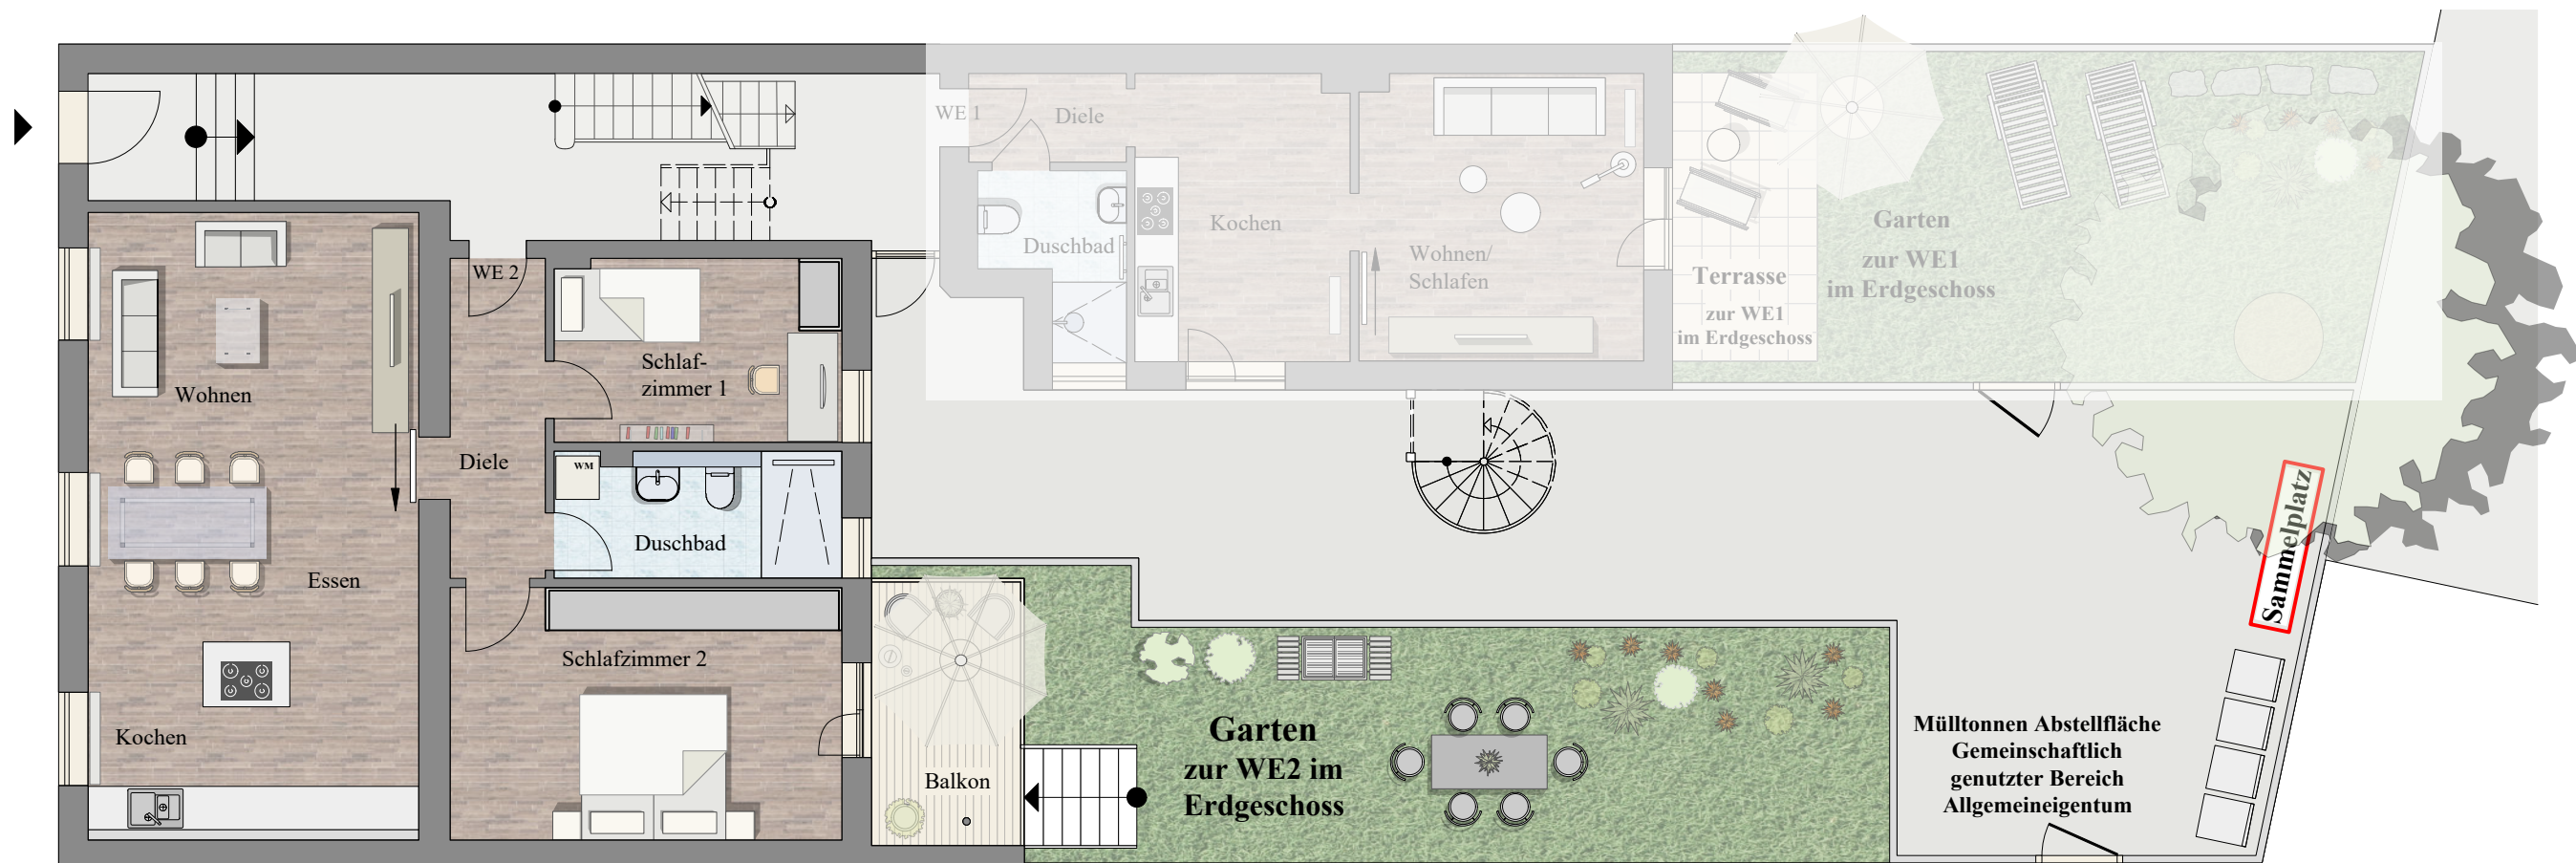 WE 1
Diele
Duschbad
Kochen
Wohnen/
Schlafen
Terrasse
zur WE1
im Erdgeschoss
Garten
zur WE1
im Erdgeschoss
WE 2
Schlaf-
zimmer 1
Wohnen
Diele
WM
Duschbad
Essen
Schlafzimmer 2
Kochen
Balkon
Garten
zur WE2 im
Erdgeschoss
Sammelplatz
Mülltonnen Abstellfläche
Gemeinschaftlich
genutzter Bereich
Allgemeineigentum